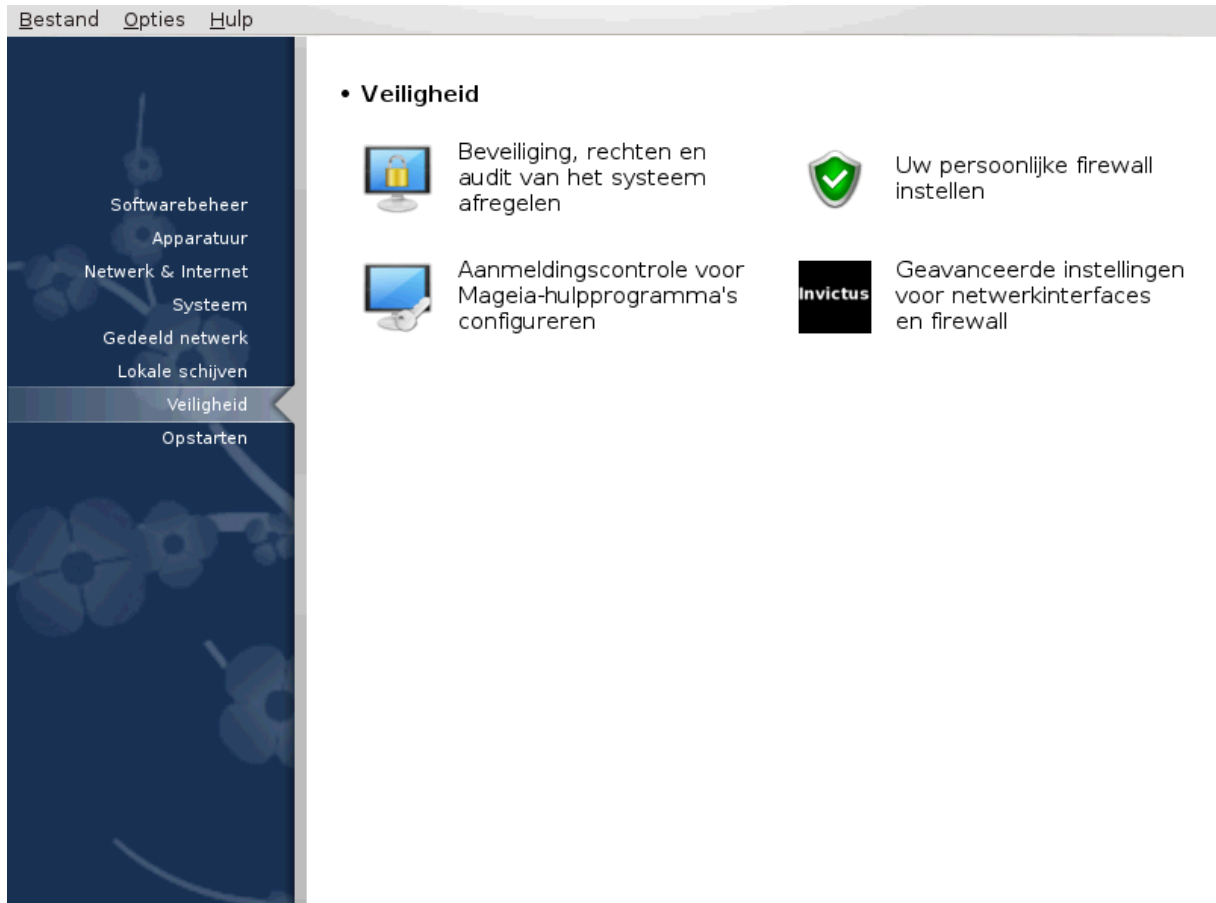 Bestand Opties Hulp
Softwarebeheer
Apparatuur
Netwerk & Internet
Systeem
Gedeeld netwerk
Lokale schijven
Veiligheid
Opstarten
• Veiligheid
Beveiliging, rechten en
audit van het systeem
afregelen
Uw persoonlijke firewall
instellen
Aanmeldingscontrole voor
Mageia-hulpprogramma's
configureren
Invictus
Geavanceerde instellingen
voor netwerkinterfaces
en firewall